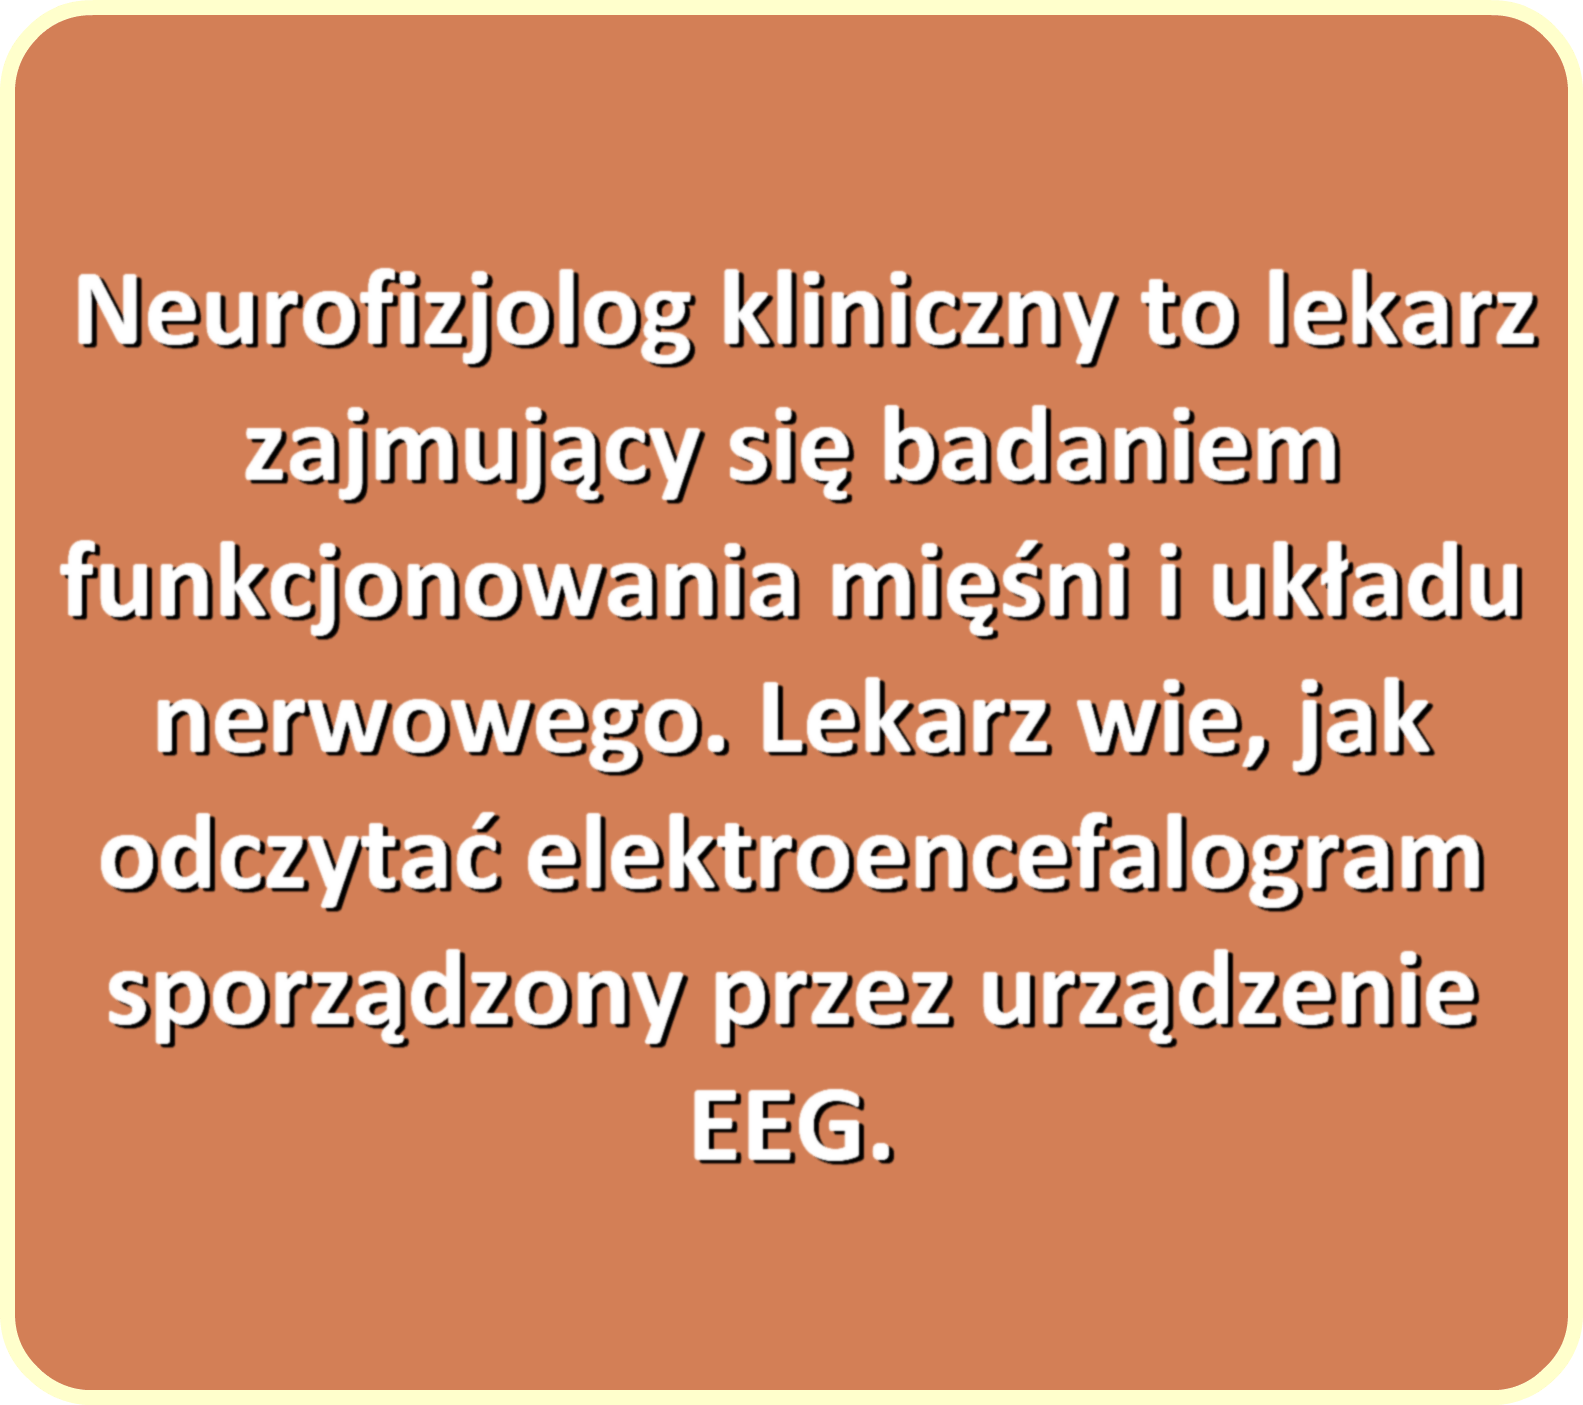 Neurofizjolog kliniczny to lekarz
zajmujący się badaniem
funkcjonowania mięśni i układu
nerwowego. Lekarz wie, jak
odczytać elektroencefalogram
sporządzony przez urządzenie
EEG.